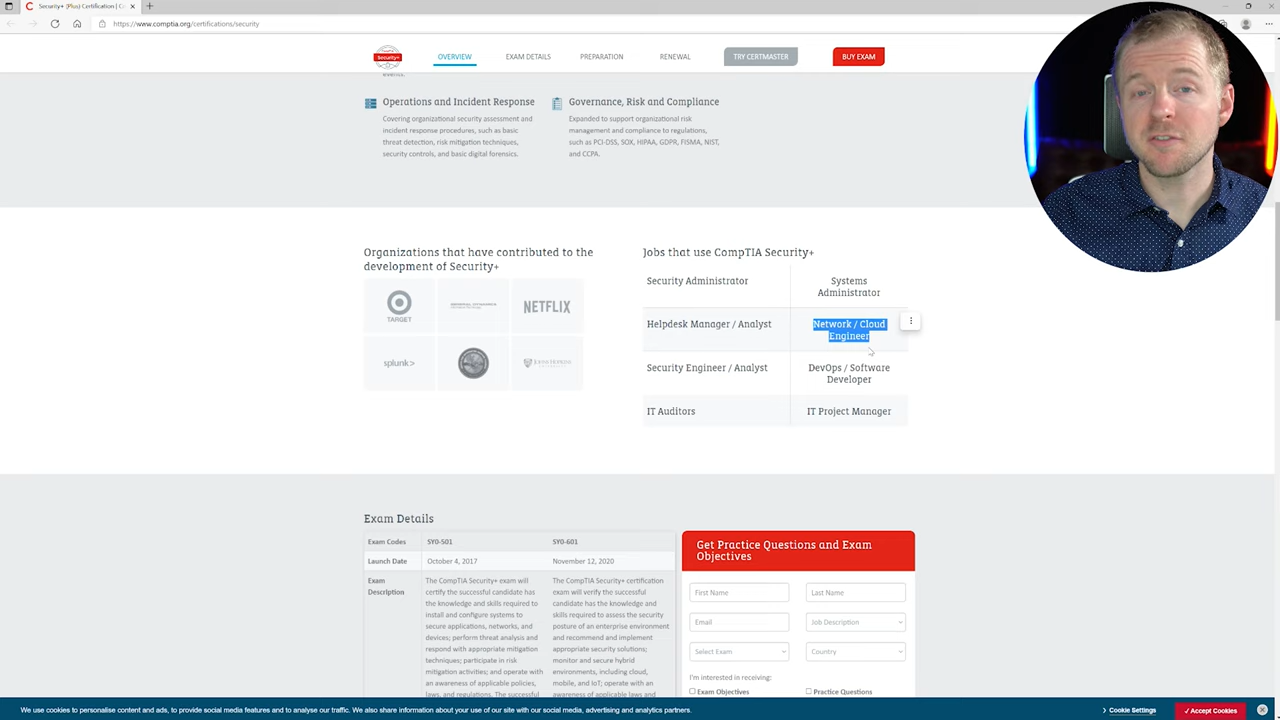 Security+ (Plus) Certification | C
https://www.comptia.org/certifications/security
Security+
OVERVIEW
EXAM DETAILS
PREPARATION
RENEWAL
TRY CERTMASTER
BUY EXAM
events.
Operations and Incident Response
Covering organizational security assessment and
incident response procedures, such as basic
threat detection, risk mitigation techniques,
security controls, and basic digital forensics.
Governance, Risk and Compliance
Expanded to support organizational risk
management and compliance to regulations,
such as PCI-DSS, SOX, HIPAA, GDPR, FISMA, NIST,
and CCPA.
Organizations that have contributed to the
development of Security+
TARGET
NETFLIX
splunk>
Jobs that use CompTIA Security+
Security Administrator
Systems
Administrator
Helpdesk Manager / Analyst
Network / Cloud
Engineer
Security Engineer / Analyst
DevOps / Software
Developer
IT Auditors
IT Project Manager
Exam Details
Exam Codes
SY0-501
SY0-601
Launch Date
October 4, 2017
November 12, 2020
Exam
Description
The CompTIA Security+ exam will
certify the successful candidate has
the knowledge and skills required to
install and configure systems to
secure applications, networks, and
devices; perform threat analysis and
respond with appropriate mitigation
techniques; participate in risk
mitigation activities; and operate with
an awareness of applicable policies,
laws, and regulations. The successful
The CompTIA Security+ certification
exam will verify the successful
candidate has the knowledge and
skills required to assess the security
posture of an enterprise environment
and recommend and implement
appropriate security solutions;
monitor and secure hybrid
environments, including cloud,
mobile, and IoT; operate with an
awareness of applicable laws and
Get Practice Questions and Exam
Objectives
First Name
Last Name
Email
Job Description
Select Exam
Country
I'm interested in receiving:
Exam Objectives
Practice Questions
We use cookies to personalise content and ads, to provide social media features and to analyse our traffic. We also share information about your use of our site with our social media, advertising and analytics partners.
Cookie Settings
✓ Accept Cookies